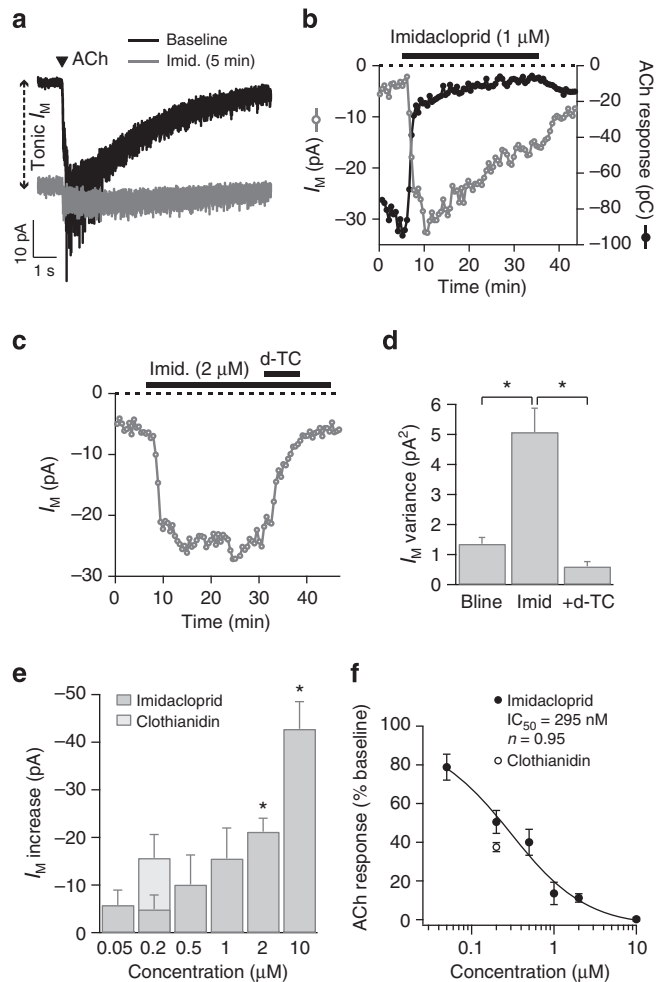 a
ACh
Baseline
Imid. (5 min)
Tonic I_M
10 pA
1 s
b
Imidacloprid (1 μM)
0
−10
−20
−30
I_M (pA)
0
−20
−40
−60
−80
−100
ACh response (pC)
0 10 20 30 40
Time (min)
c
Imid. (2 μM)
d-TC
0
−10
−20
−30
I_M (pA)
0 10 20 30 40
Time (min)
d
* *
6
5
4
3
2
1
0
I_M variance (pA²)
Bline Imid +d-TC
e
−50
−40
−30
−20
−10
0
I_M increase (pA)
Imidacloprid
Clothianidin
*
*
0.05 0.2 0.5 1 2 10
Concentration (μM)
f
Imidacloprid
IC₅₀ = 295 nM
n = 0.95
Clothianidin
100
80
60
40
20
0
ACh response (% baseline)
0.1 1 10
Concentration (μM)